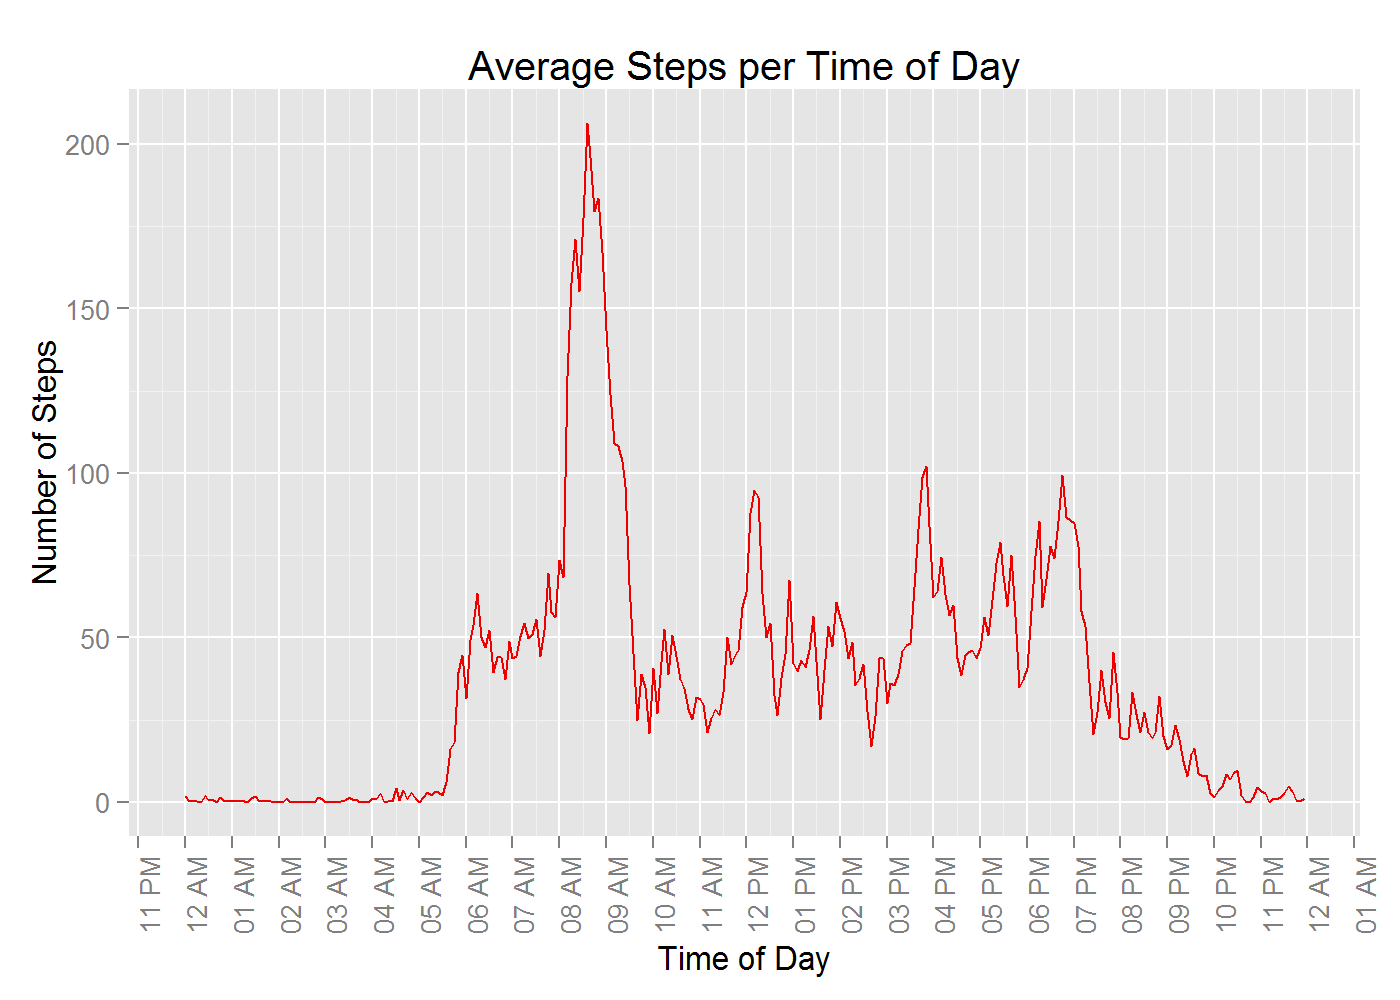 Average Steps per Time of Day
Number of Steps
200
150
100
50
0
11 PM
12 AM
01 AM
02 AM
03 AM
04 AM
05 AM
06 AM
07 AM
08 AM
09 AM
10 AM
11 AM
12 PM
01 PM
02 PM
03 PM
04 PM
05 PM
06 PM
07 PM
08 PM
09 PM
10 PM
11 PM
12 AM
01 AM
Time of Day